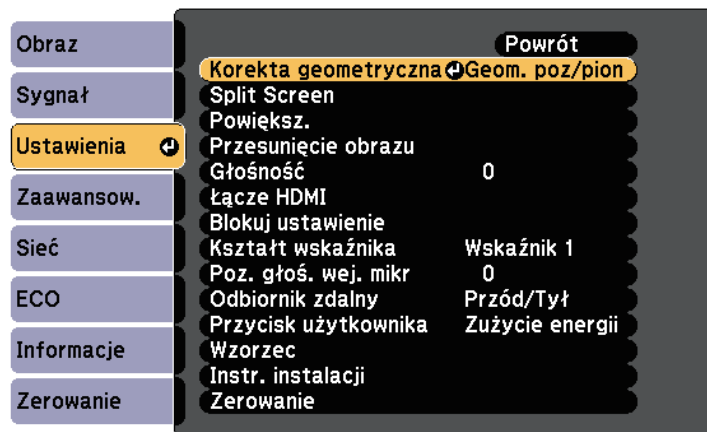 Obraz
Sygnał
Ustawienia
Zaawansow.
Sieć
ECO
Informacje
Zerowanie
Powrót
Korekta geometryczna Geom. poz/pion
Split Screen
Powiększ.
Przesunięcie obrazu
Głośność 0
Łącze HDMI
Blokuj ustawienie
Kształt wskaźnika Wskaźnik 1
Poz. głoś. wej. mikr 0
Odbiornik zdalny Przód/Tył
Przycisk użytkownika Zużycie energii
Wzorzec
Instr. instalacji
Zerowanie